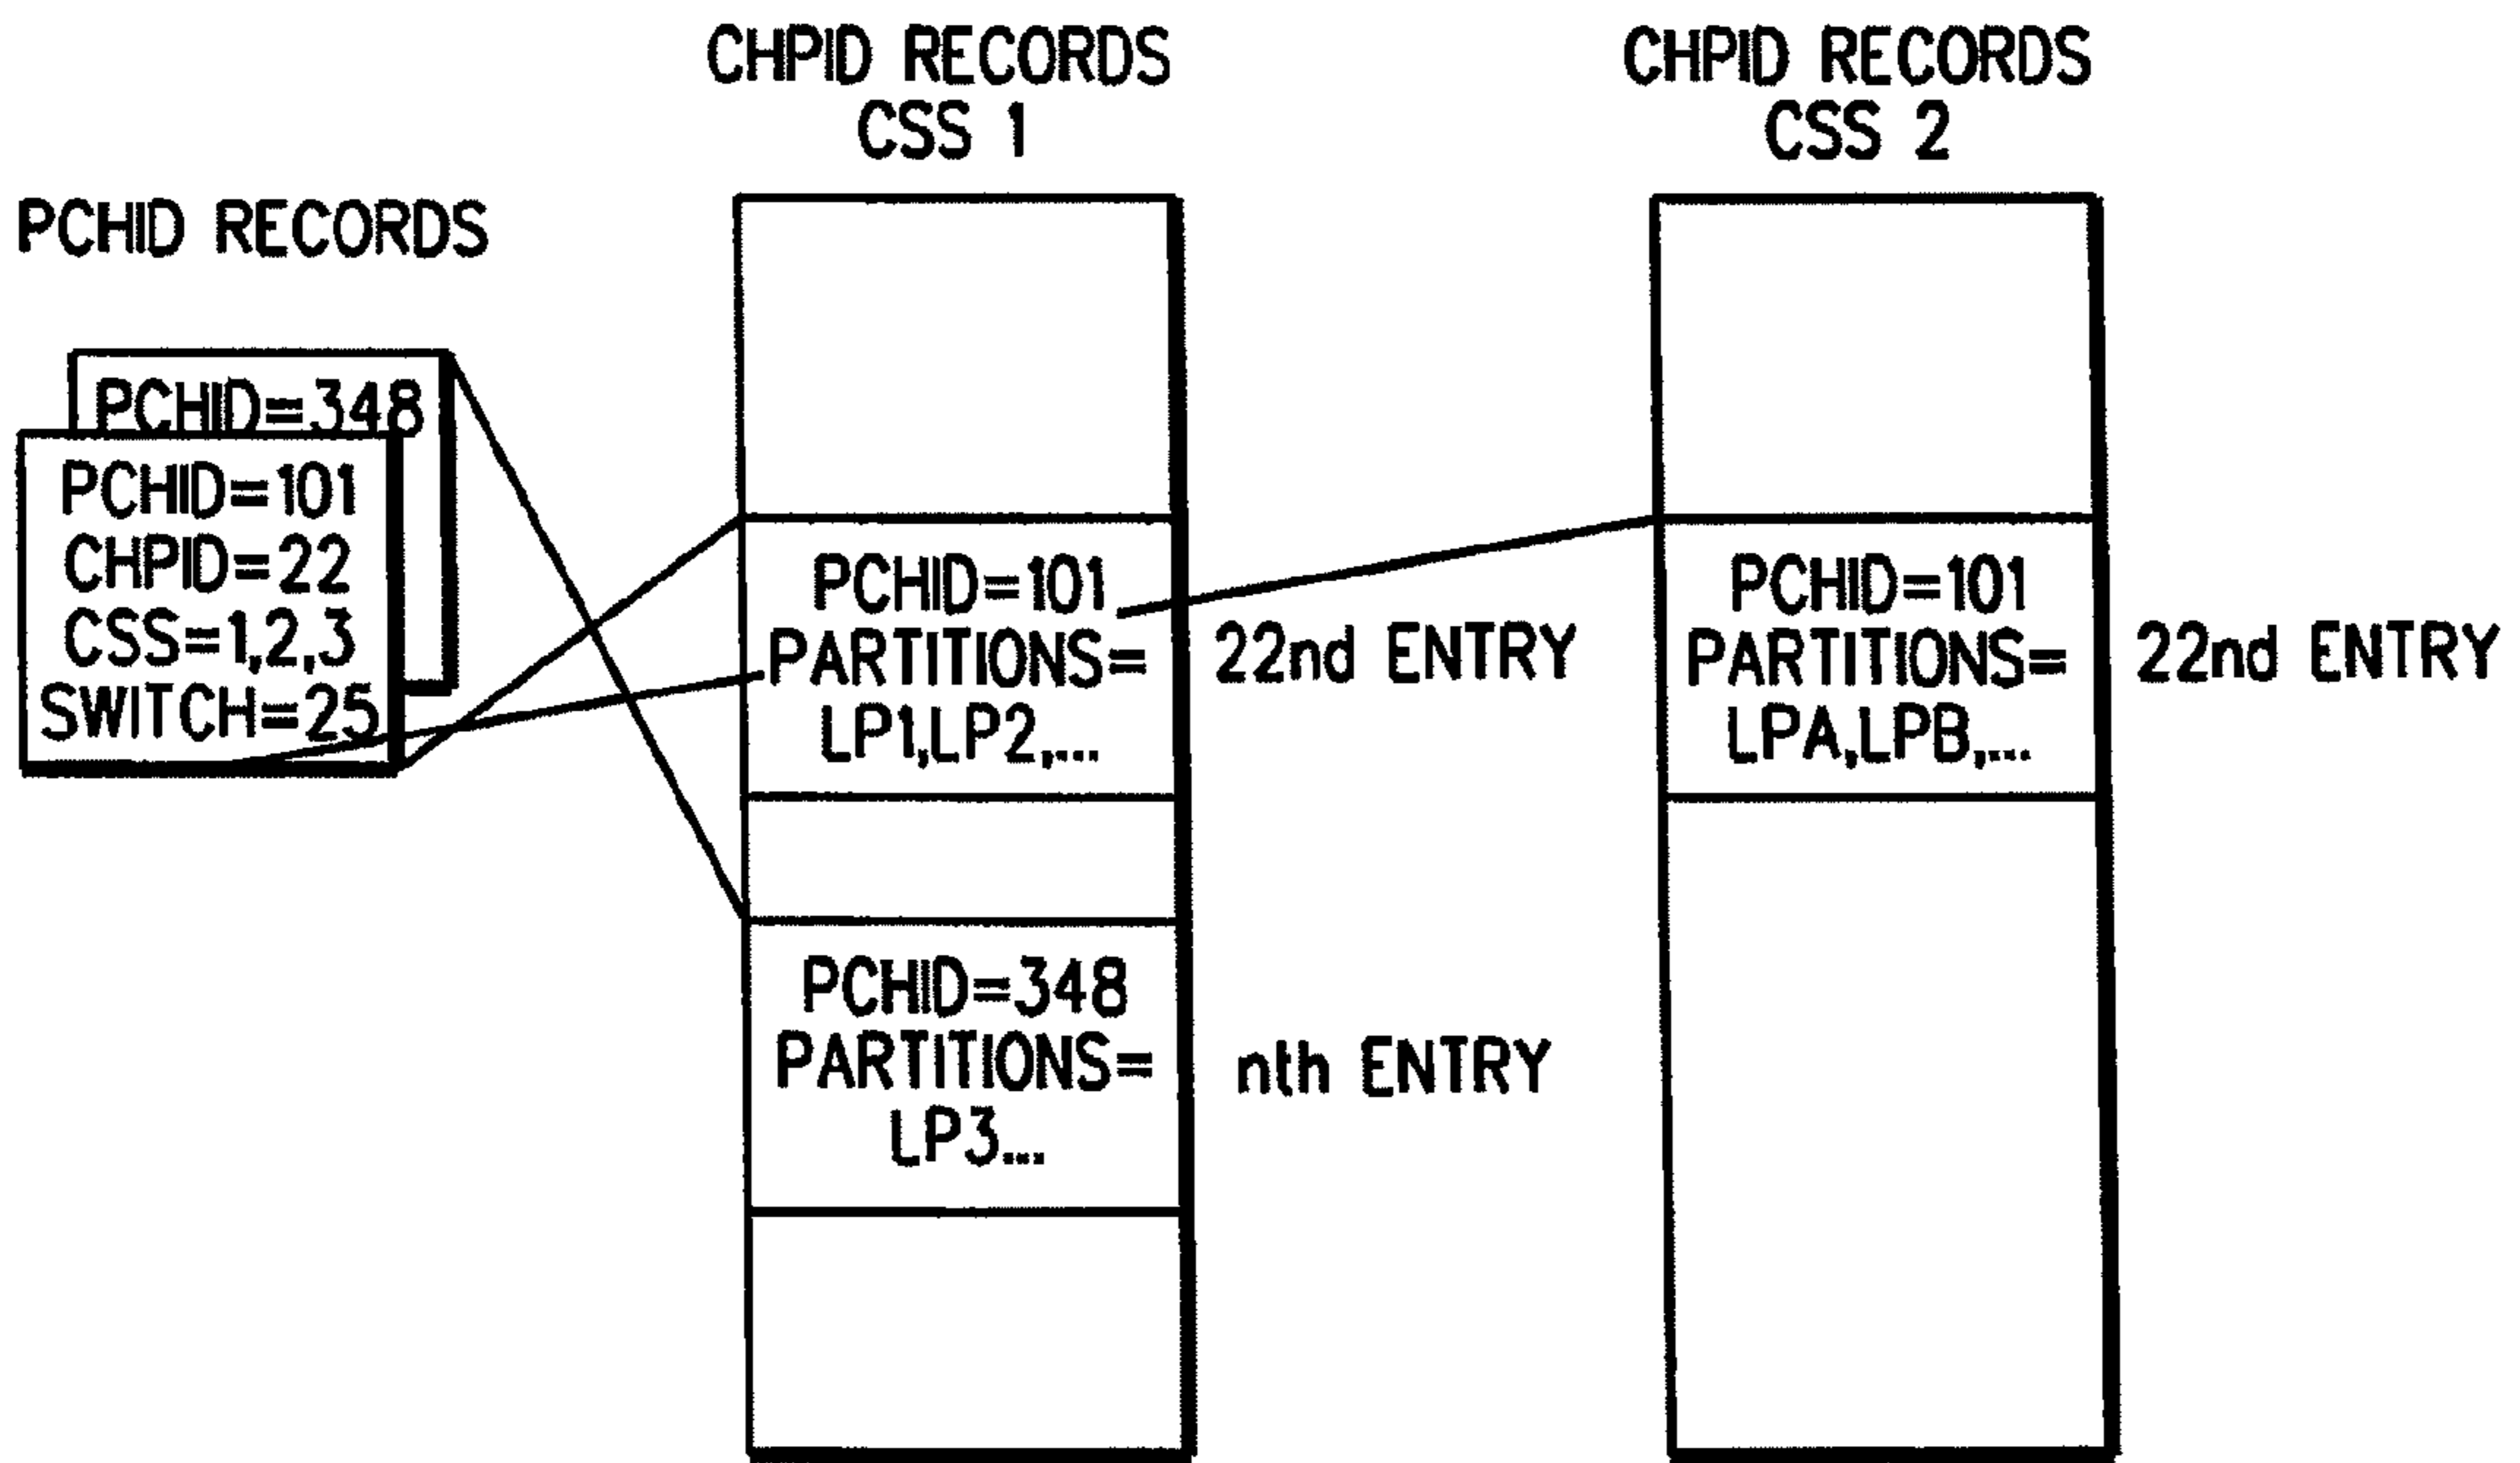 PCHID RECORDS
PCHID=348
PCHID=101
CHPID=22
CSS=1,2,3
SWITCH=25
CHPID RECORDS
CSS 1
PCHID=101
PARTITIONS=
LP1,LP2,...
22nd ENTRY
PCHID=348
PARTITIONS=
LP3...
nth ENTRY
CHPID RECORDS
CSS 2
PCHID=101
PARTITIONS=
LPA,LPB,...
22nd ENTRY